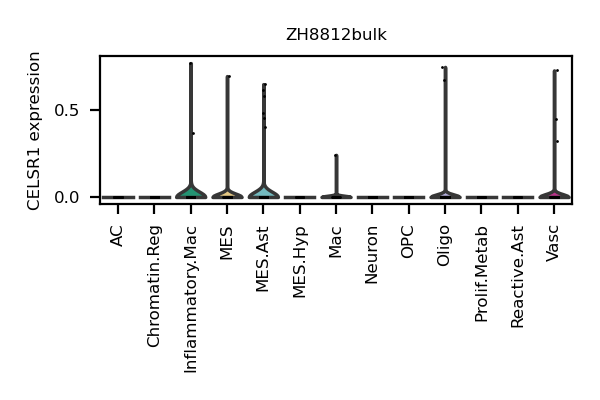 ZH8812bulk
CELSR1 expression
0.5
0.0
AC
Chromatin.Reg
Inflammatory.Mac
MES
MES.Ast
MES.Hyp
Mac
Neuron
OPC
Oligo
Prolif.Metab
Reactive.Ast
Vasc